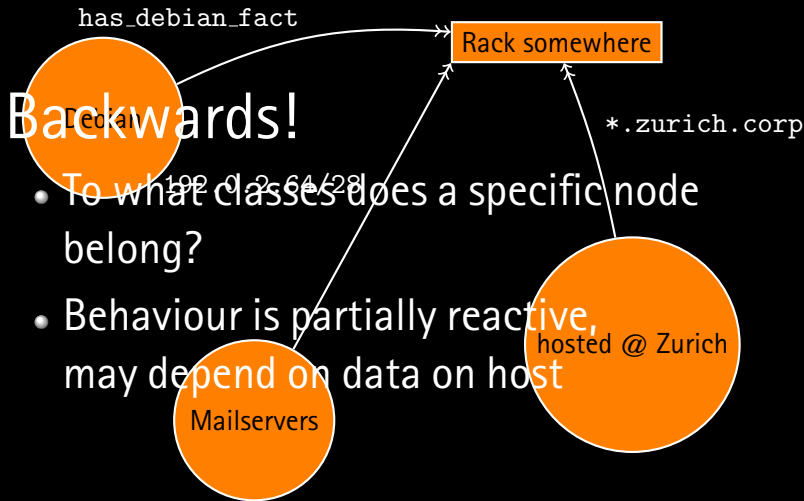 has_debian_fact
Rack somewhere
Debian
Backwards!
*.zurich.corp
192.0.2.64/28
To what classes does a specific node
belong?
Behaviour is partially reactive,
may depend on data on host
hosted @ Zurich
Mailservers